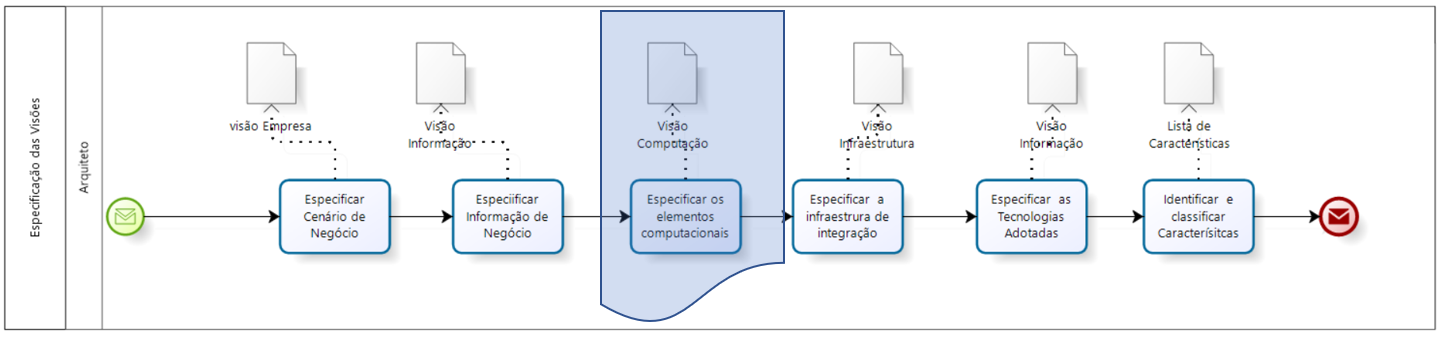 Especificação das Visões
Arquiteto
visão Empresa
Visão
Informação
Visão
Computação
Visão
Infraestrutura
Visão
Informação
Lista de
Características
Especificar
Cenário de
Negócio
Especiificar
Informação de
Negócio
Especificar os
elementos
computacionais
Especificar a
infraestrura de
integração
Especificar as
Tecnologias
Adotadas
Identificar e
classificar
Caracterísitcas